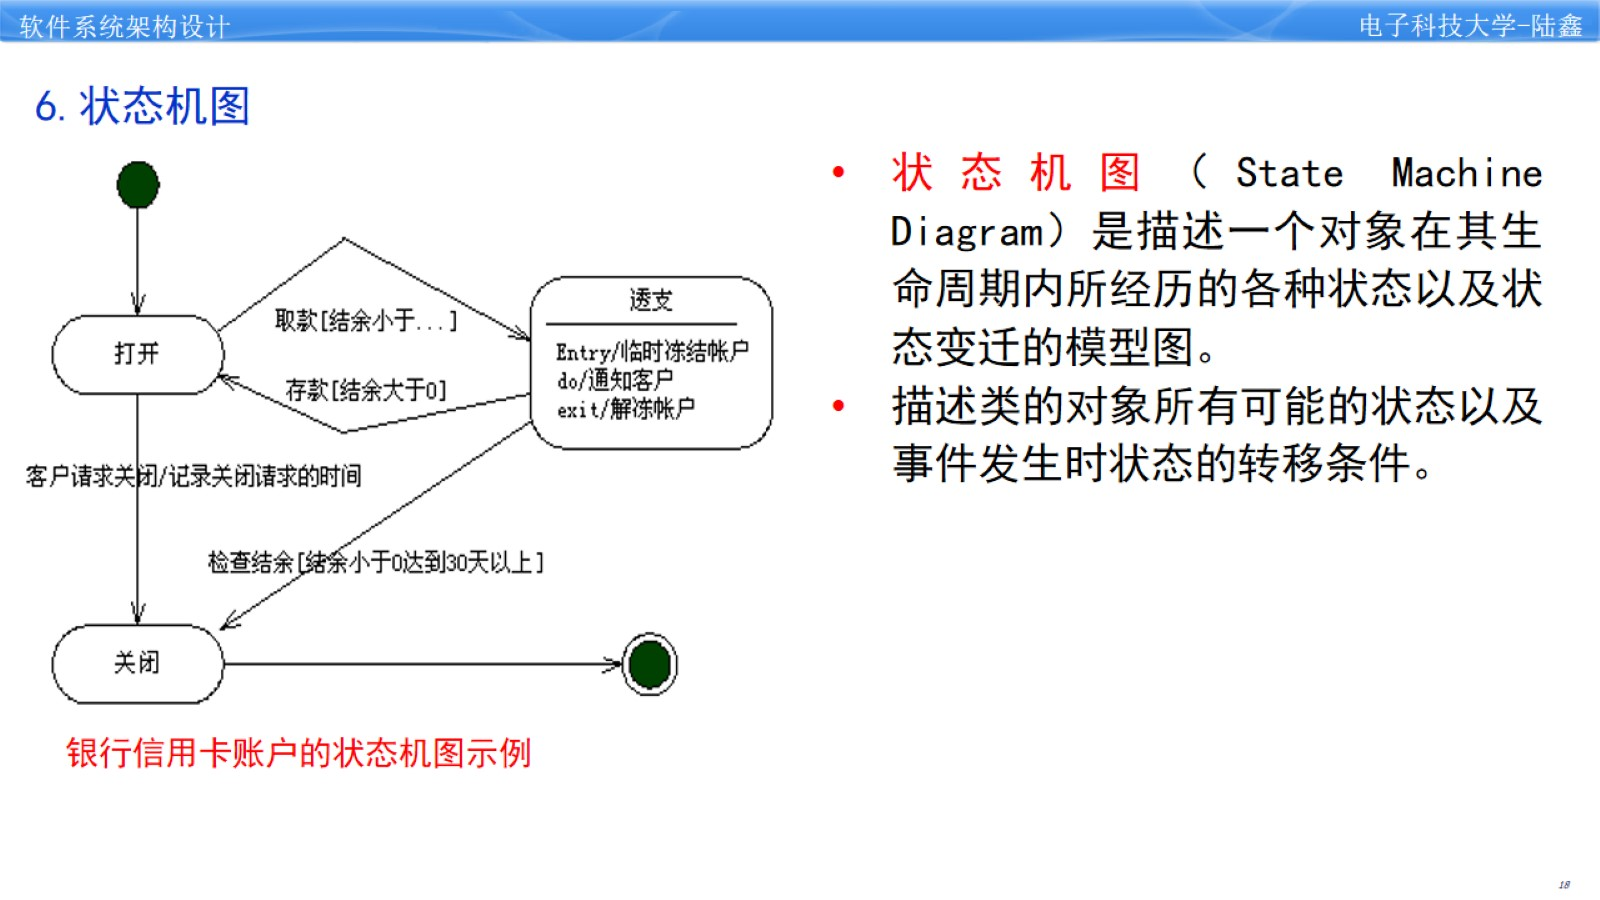 软件系统架构设计
电子科技大学-陆鑫
6.状态机图
打开
取款[结余小于...]
存款[结余大于0]
透支
Entry/临时冻结帐户
do/通知客户
exit/解冻帐户
客户请求关闭/记录关闭请求的时间
检查结余[结余小于0达到30天以上]
关闭
银行信用卡账户的状态机图示例
• 状态机图（State Machine
Diagram）是描述一个对象在其生
命周期内所经历的各种状态以及状
态变迁的模型图。
• 描述类的对象所有可能的状态以及
事件发生时状态的转移条件。
18